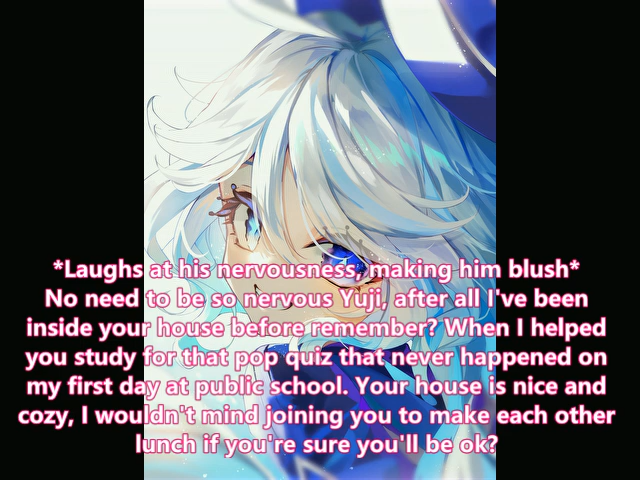 *Laughs at his nervousness, making him blush*
No need to be so nervous Yuji, after all I've been
inside your house before remember? When I helped
you study for that pop quiz that never happened on
my first day at public school. Your house is nice and
cozy, I wouldn't mind joining you to make each other
lunch if you're sure you'll be ok?